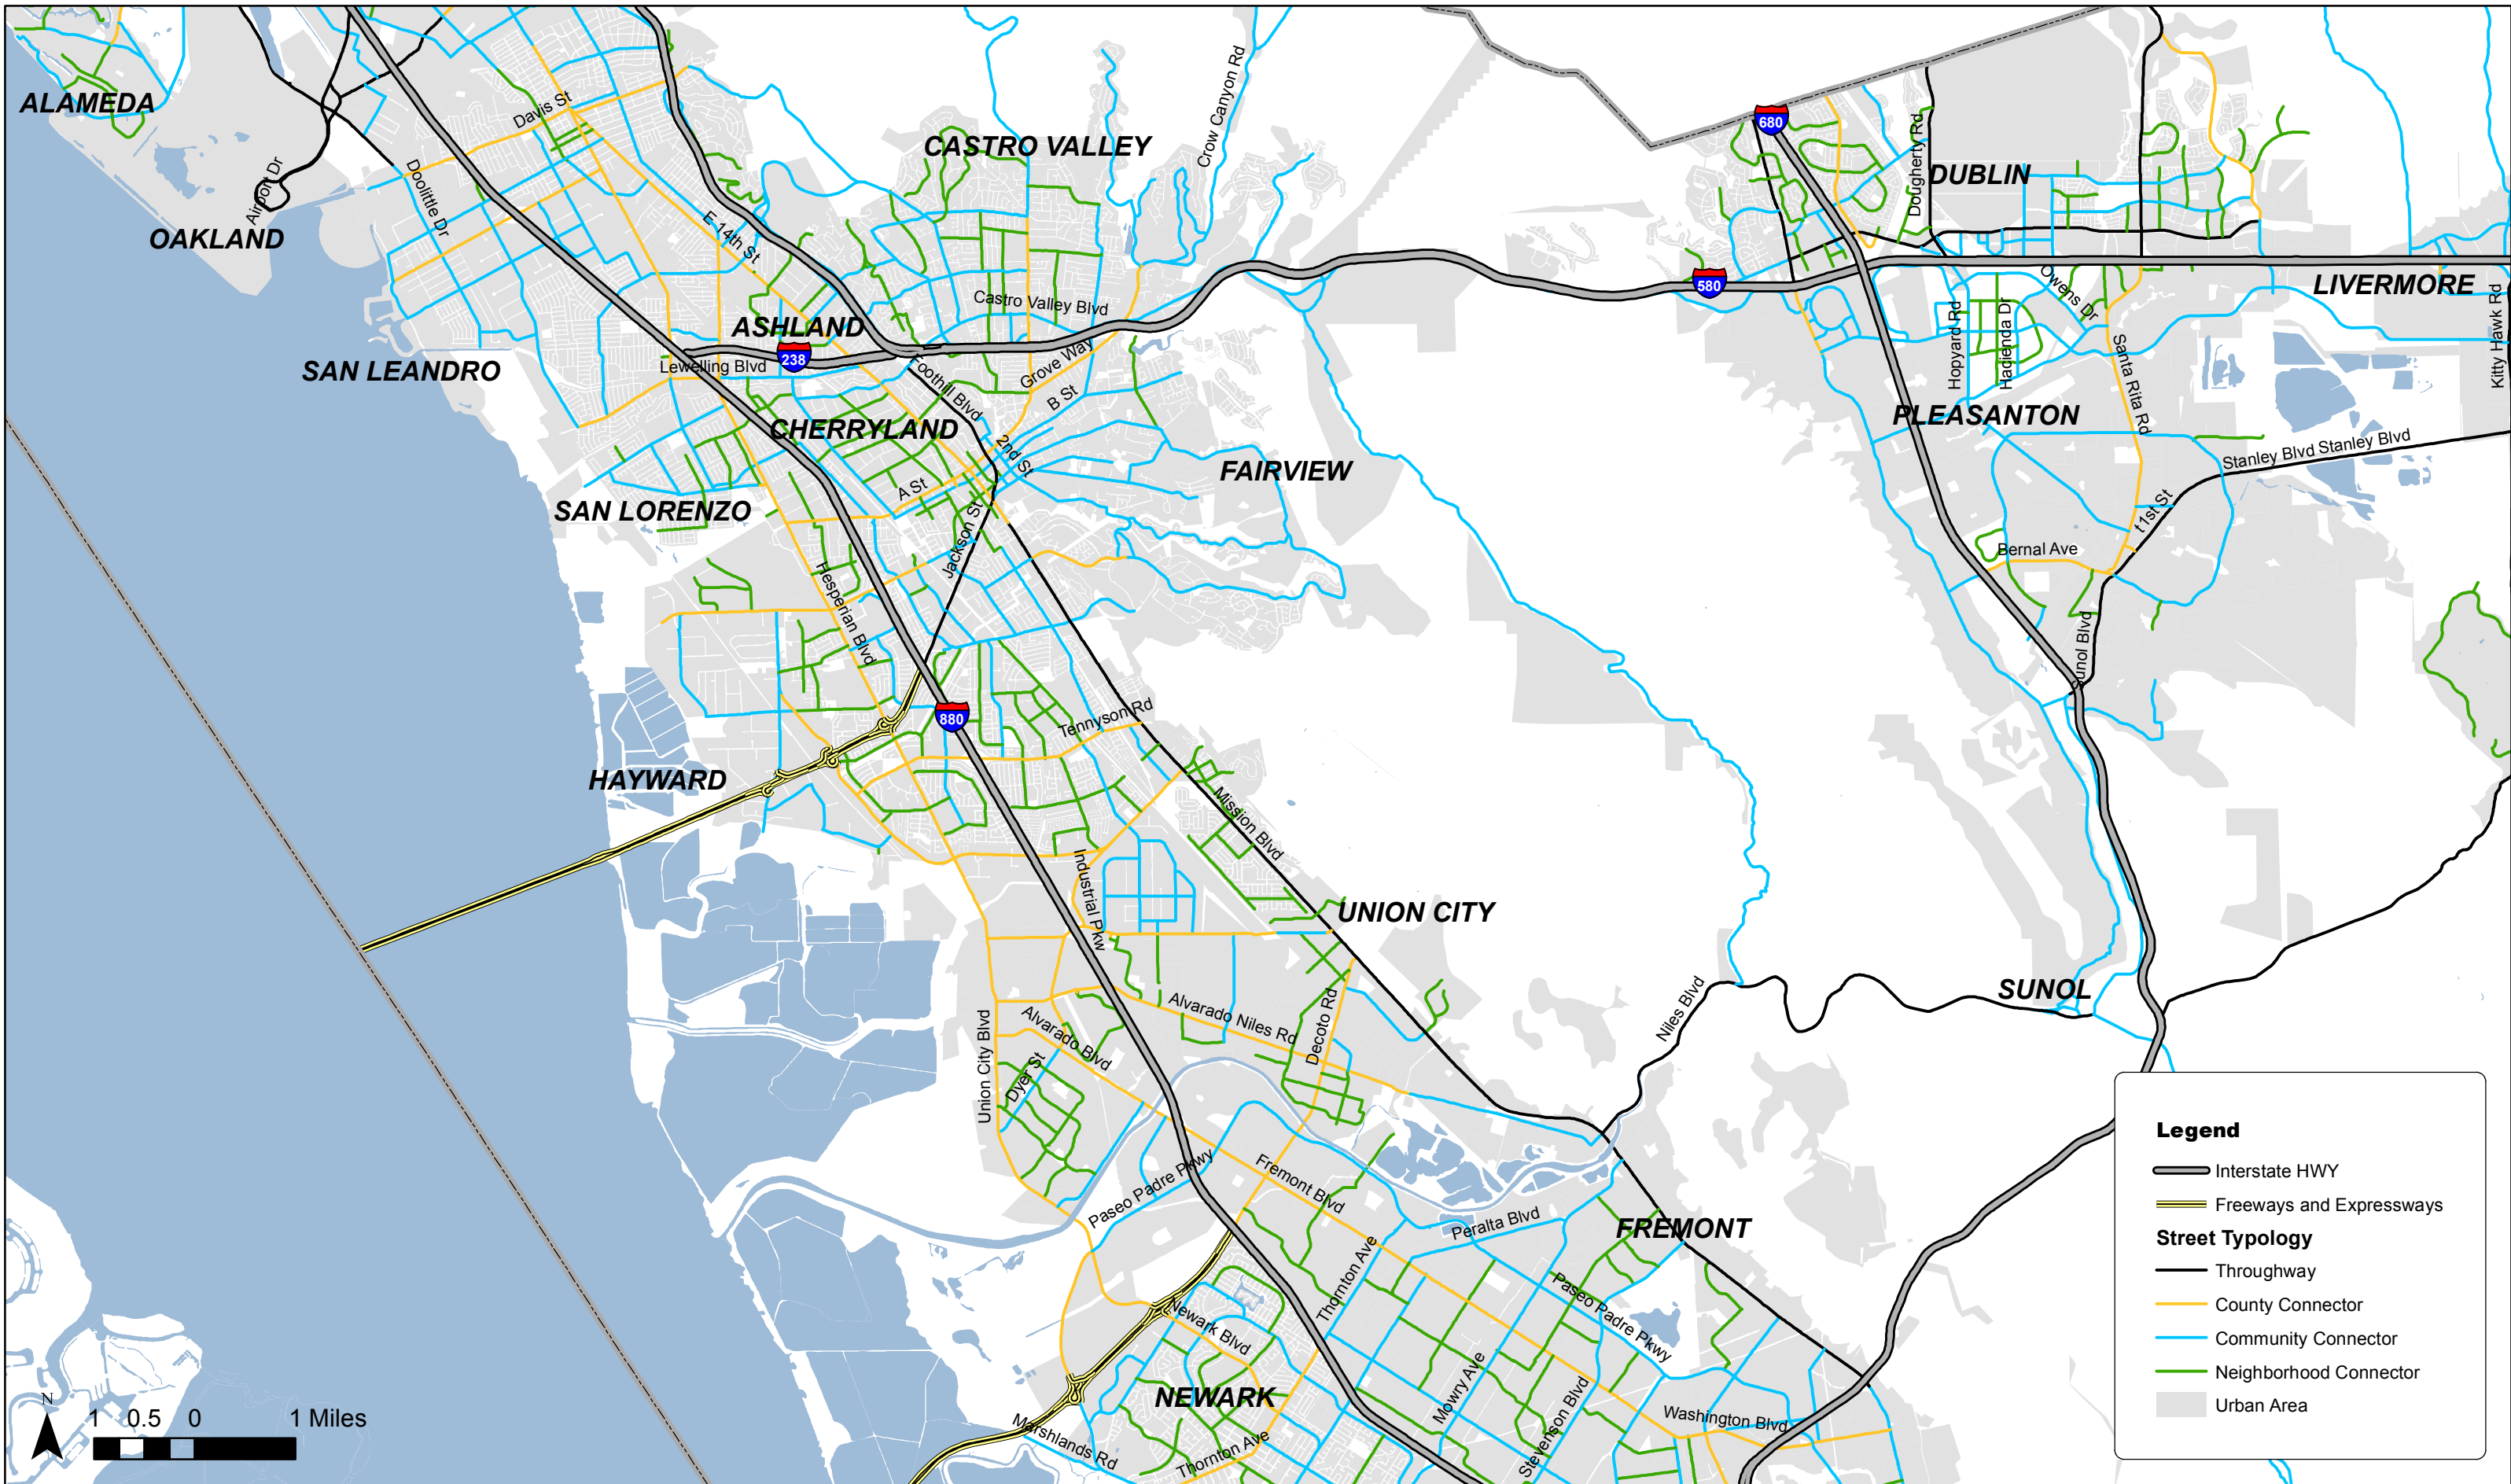 ALAMEDA
Davis St
CASTRO VALLEY
Crow Canyon Rd
680
Dougherty Rd
DUBLIN
Airport Dr
Doolittle Dr
OAKLAND
E 14th St
580
Owens Dr
LIVERMORE
Castro Valley Blvd
ASHLAND
238
Lewelling Blvd
SAN LEANDRO
Foothill Blvd
Grove Way
B St
Hopyard Rd
Hacienda Dr
Santa Rita Rd
Kitty Hawk Rd
CHERRYLAND
PLEASANTON
2nd St
Stanley Blvd Stanley Blvd
FAIRVIEW
A St
SAN LORENZO
Jackson St
t1st St
Bernal Ave
Hesperian Blvd
Sunol Blvd
880
Tennyson Rd
HAYWARD
Mission Blvd
Industrial Pkw
UNION CITY
Alvarado Niles Rd
Decoto Rd
Niles Blvd
SUNOL
Union City Blvd
Alvarado Blvd
Dyer St
Paseo Padre Pkwy
Fremont Blvd
Peralta Blvd
FREMONT
Thornton Ave
Paseo Padre Pkwy
Newark Blvd
NEWARK
Mowry Ave
Stevenson Blvd
Washington Blvd
Marshlands Rd
Thornton Ave
N
1 0.5 0 1 Miles
Legend
Interstate HWY
Freeways and Expressways
Street Typology
Throughway
County Connector
Community Connector
Neighborhood Connector
Urban Area